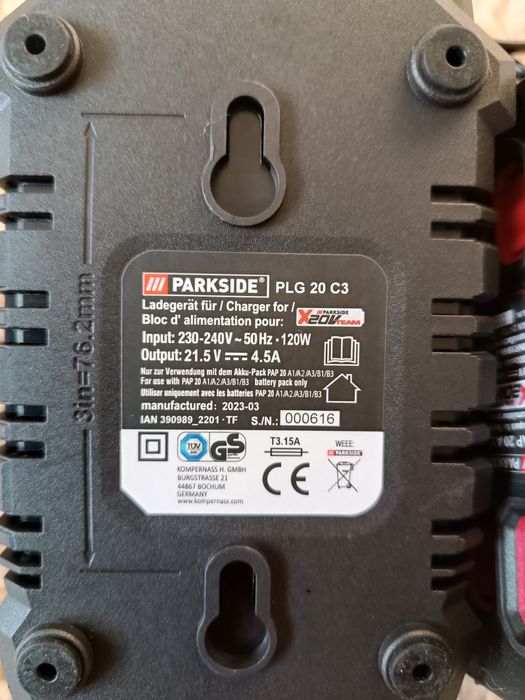 3in=76.2mm
PARKSIDE® PLG 20 C3
Ladegerät für / Charger for /
Bloc d' alimentation pour:
PARKSIDE
X20V TEAM
Input: 230-240V ~ 50 Hz • 120W
Output: 21.5 V ⎓ 4.5A
Nur zur Verwendung mit dem Akku-Pack PAP 20 A1/A2/A3/B1/B3
For use with PAP 20 A1/A2/A3/B1/B3 battery pack only
Utiliser uniquement avec les batteries PAP 20 A1/A2/A3/B1/B3
manufactured: 2023-03
IAN 390989_2201 · TF S./N.: 000616
TÜV
GS
T3.15A
WEEE:
PARKSIDE
CE
KOMPERNASS H. GMBH
BURGSTRASSE 21
44867 BOCHUM
GERMANY
www.kompernass.com